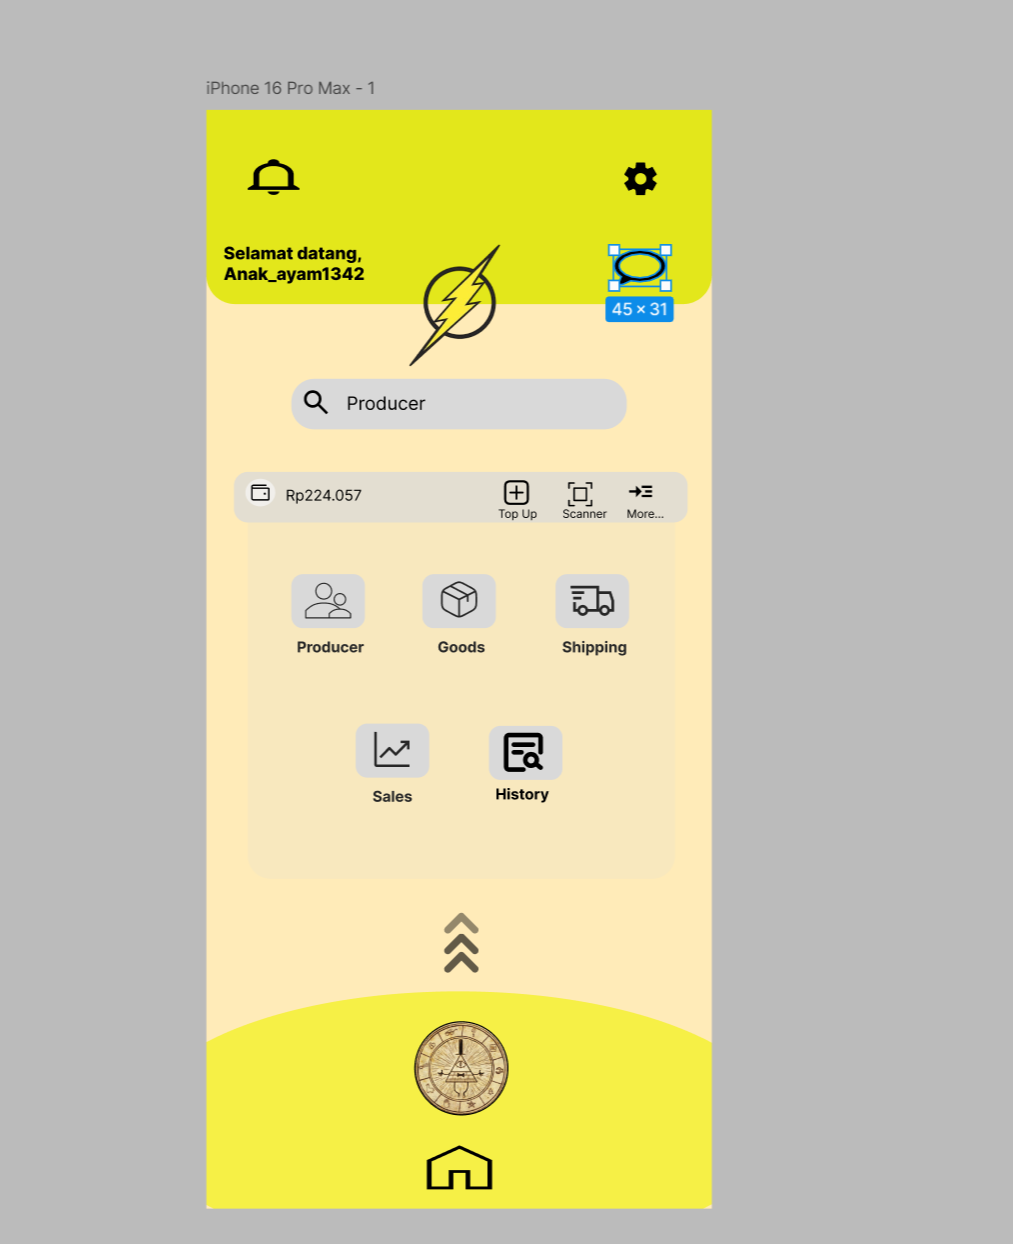 iPhone 16 Pro Max - 1
Selamat datang,
Anak_ayam1342
45 × 31
Producer
Rp224.057
Top Up
Scanner
More...
Producer
Goods
Shipping
Sales
History